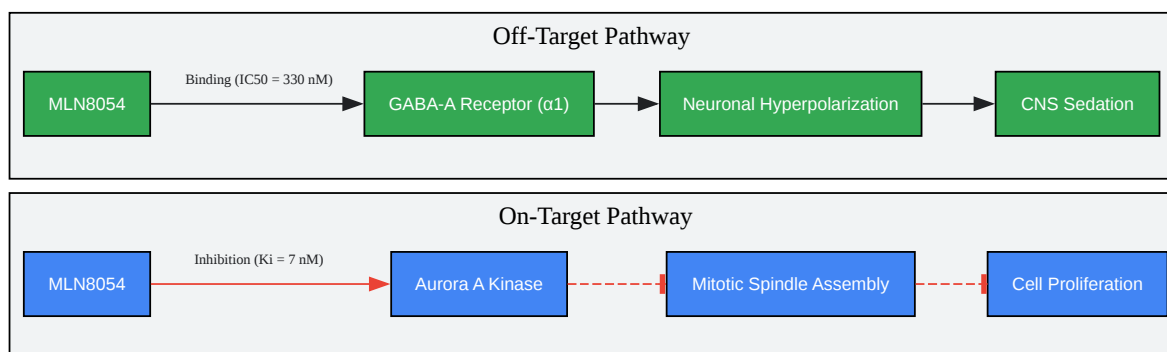 Off-Target Pathway
MLN8054
Binding (IC50 = 330 nM)
GABA-A Receptor (α1)
Neuronal Hyperpolarization
CNS Sedation
On-Target Pathway
MLN8054
Inhibition (Ki = 7 nM)
Aurora A Kinase
Mitotic Spindle Assembly
Cell Proliferation